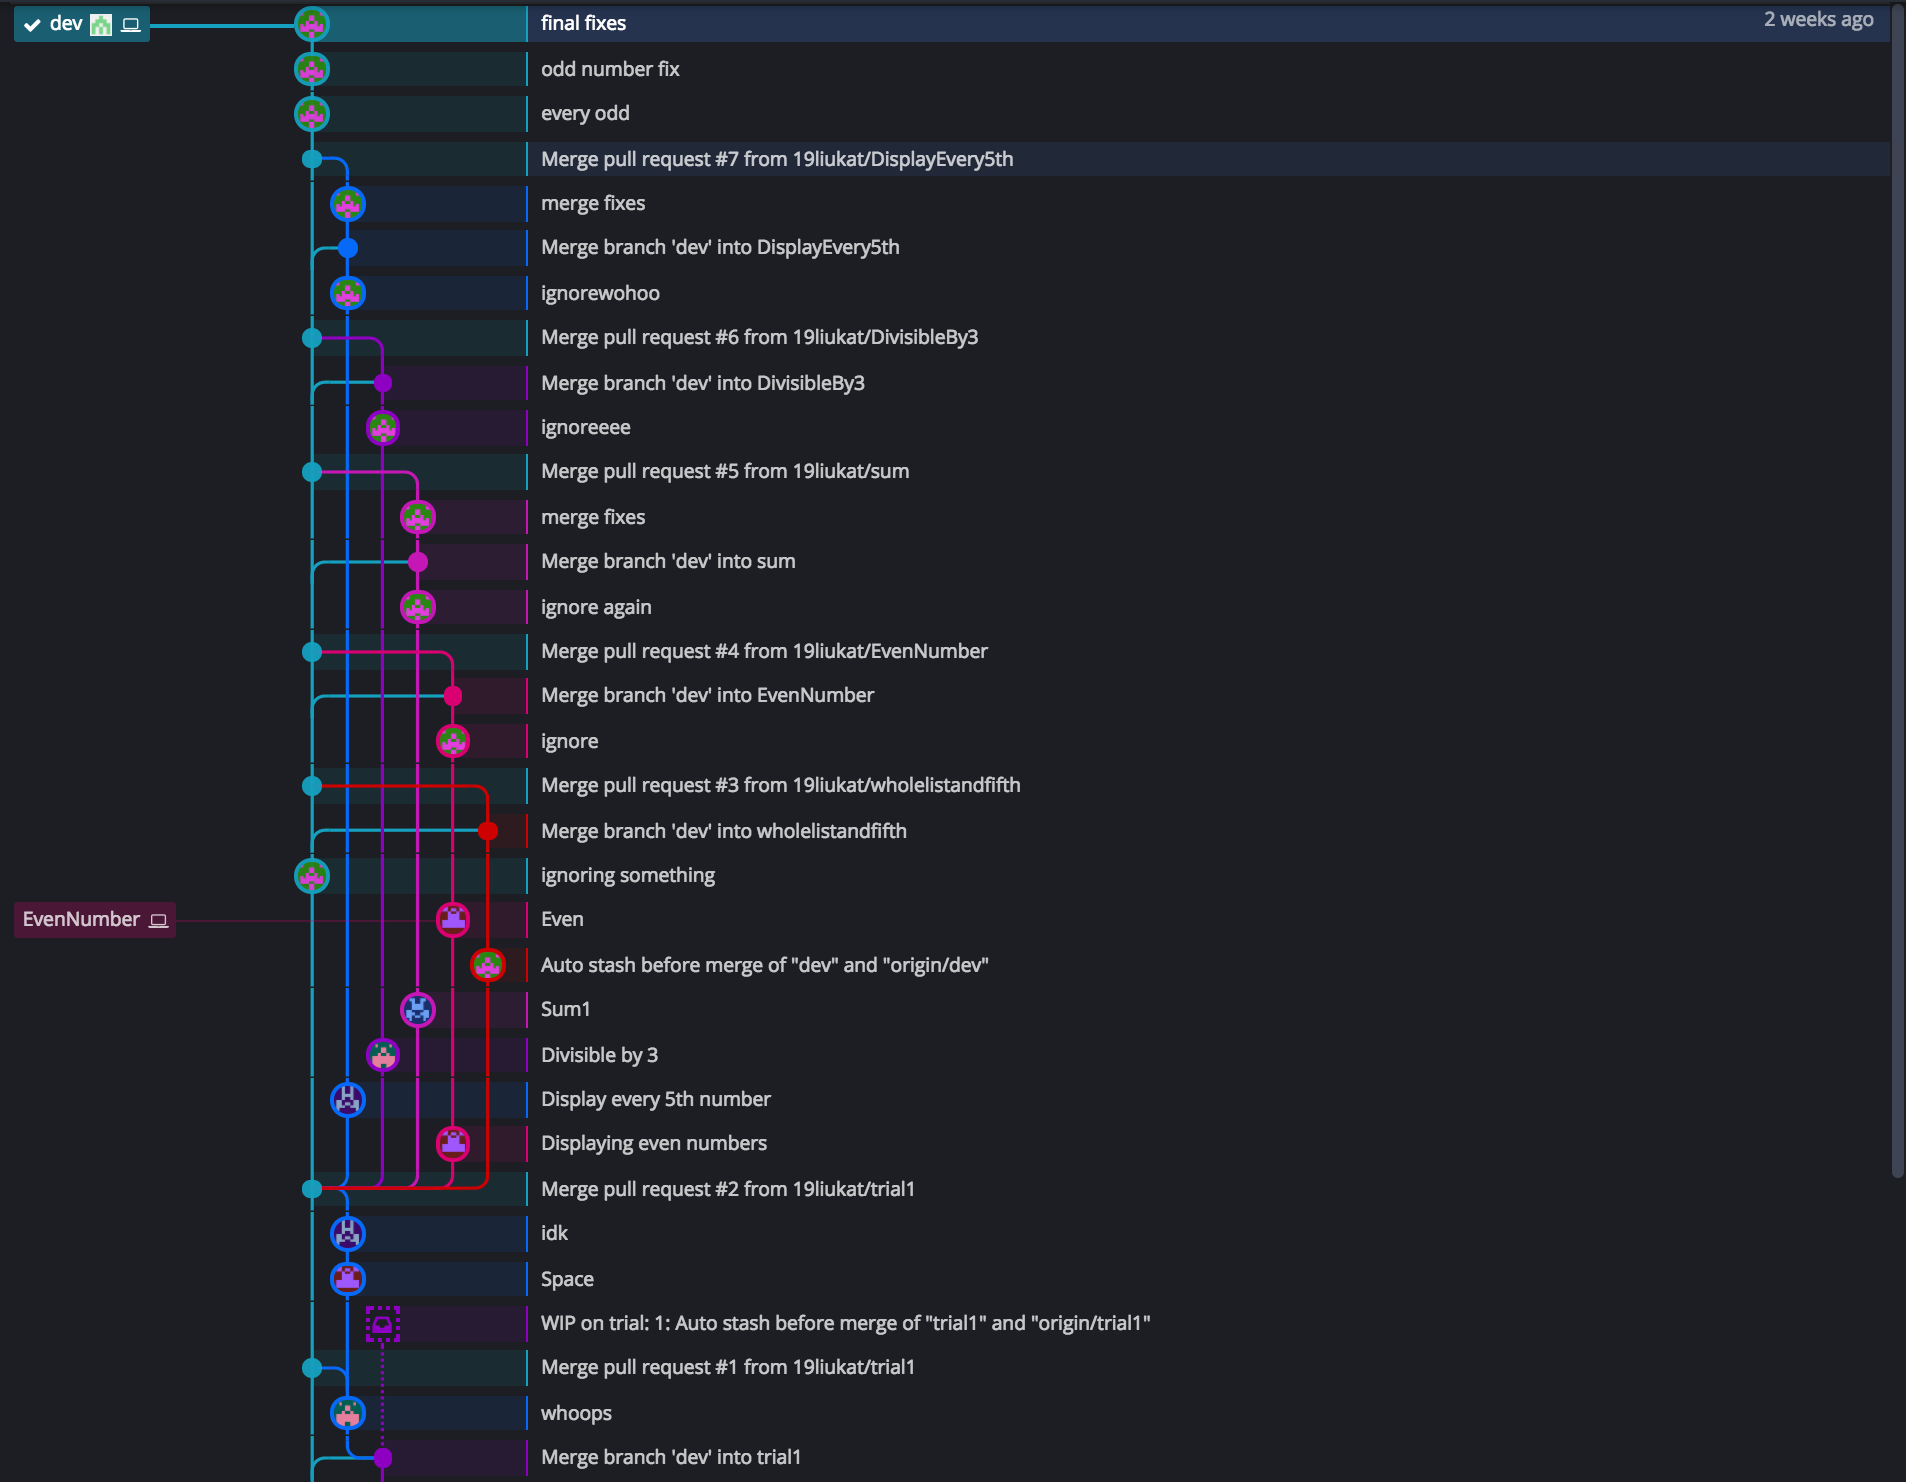 dev
final fixes
2 weeks ago
odd number fix
every odd
Merge pull request #7 from 19liukat/DisplayEvery5th
merge fixes
Merge branch 'dev' into DisplayEvery5th
ignorewohoo
Merge pull request #6 from 19liukat/DivisibleBy3
Merge branch 'dev' into DivisibleBy3
ignoreeee
Merge pull request #5 from 19liukat/sum
merge fixes
Merge branch 'dev' into sum
ignore again
Merge pull request #4 from 19liukat/EvenNumber
Merge branch 'dev' into EvenNumber
ignore
Merge pull request #3 from 19liukat/wholelistandfifth
Merge branch 'dev' into wholelistandfifth
ignoring something
EvenNumber
Even
Auto stash before merge of "dev" and "origin/dev"
Sum1
Divisible by 3
Display every 5th number
Displaying even numbers
Merge pull request #2 from 19liukat/trial1
idk
Space
WIP on trial: 1: Auto stash before merge of "trial1" and "origin/trial1"
Merge pull request #1 from 19liukat/trial1
whoops
Merge branch 'dev' into trial1